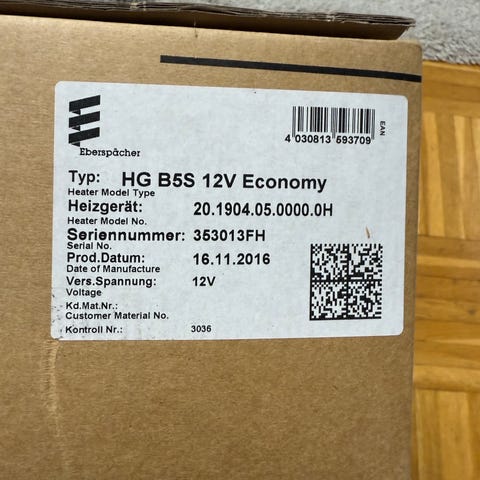 4 030813 593709
EAN
Eberspächer
Typ: HG B5S 12V Economy
Heater Model Type
Heizgerät: 20.1904.05.0000.0H
Heater Model No.
Seriennummer: 353013FH
Serial No.
Prod.Datum: 16.11.2016
Date of Manufacture
Vers.Spannung: 12V
Voltage
Kd.Mat.Nr.:
Customer Material No.
Kontroll Nr.: 3036